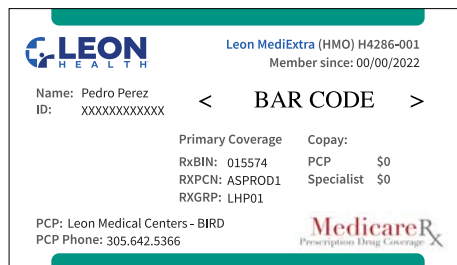 LEON
HEALTH
Leon MediExtra (HMO) H4286-001
Member since: 00/00/2022
Name: Pedro Perez
ID: XXXXXXXXXXXX
< BAR CODE >
Primary Coverage Copay:
RxBIN: 015574 PCP $0
RXPCN: ASPROD1 Specialist $0
RXGRP: LHP01
PCP: Leon Medical Centers - BIRD
PCP Phone: 305.642.5366
MedicareRx
Prescription Drug Coverage